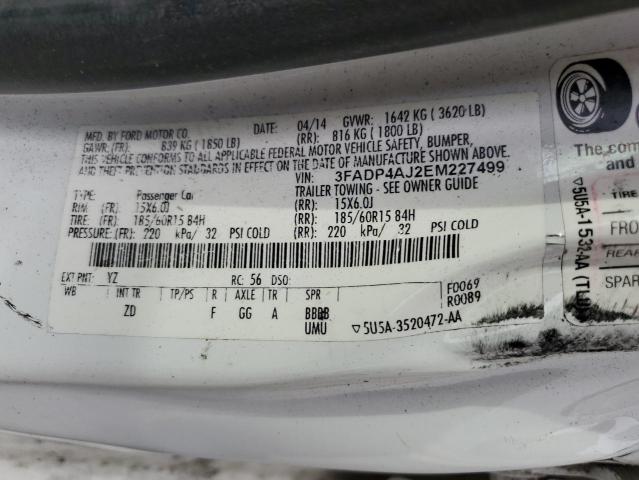 MFD. BY FORD MOTOR CO.
DATE: 04/14 GVWR: 1642 KG ( 3620 LB)
GAWR: (FR): 839 KG ( 1850 LB) (RR): 816 KG ( 1800 LB)
THIS VEHICLE CONFORMS TO ALL APPLICABLE FEDERAL MOTOR VEHICLE SAFETY, BUMPER,
AND THEFT PREVENTION STANDARDS IN EFFECT ON THE DATE OF MANUFACTURE SHOWN ABOVE.
VIN: 3FADP4AJ2EM227499
TYPE: Passenger Car TRAILER TOWING - SEE OWNER GUIDE
RIM: (FR): 15X6.0J (RR): 15X6.0J
TIRE: (FR): 185/60R15 84H (RR): 185/60R15 84H
PRESSURE: (FR): 220 kPa/ 32 PSI COLD (RR): 220 kPa/ 32 PSI COLD
EXT PNT: YZ RC: 56 DSO:
WB INT TR TP/PS R AXLE TR SPR F0069
ZD F GG A R0089
UMU ▽5U5A-3520472-AA
The com
TIRE
FRONT
REAR
SPAR